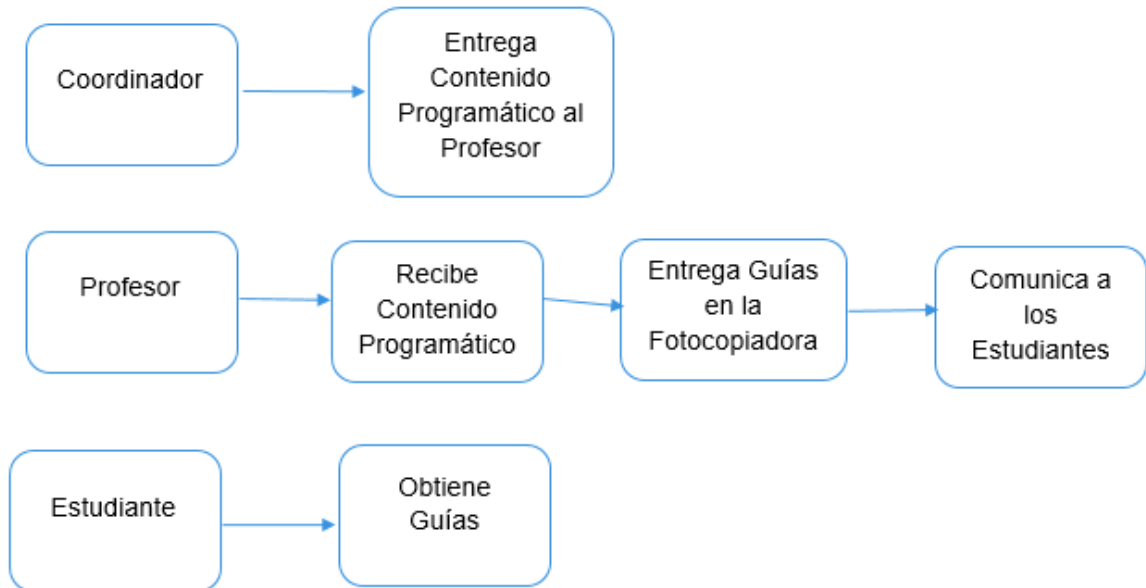 Coordinador
Entrega
Contenido
Programático al
Profesor
Profesor
Recibe
Contenido
Programático
Entrega Guías
en la
Fotocopiadora
Comunica a
los
Estudiantes
Estudiante
Obtiene
Guías